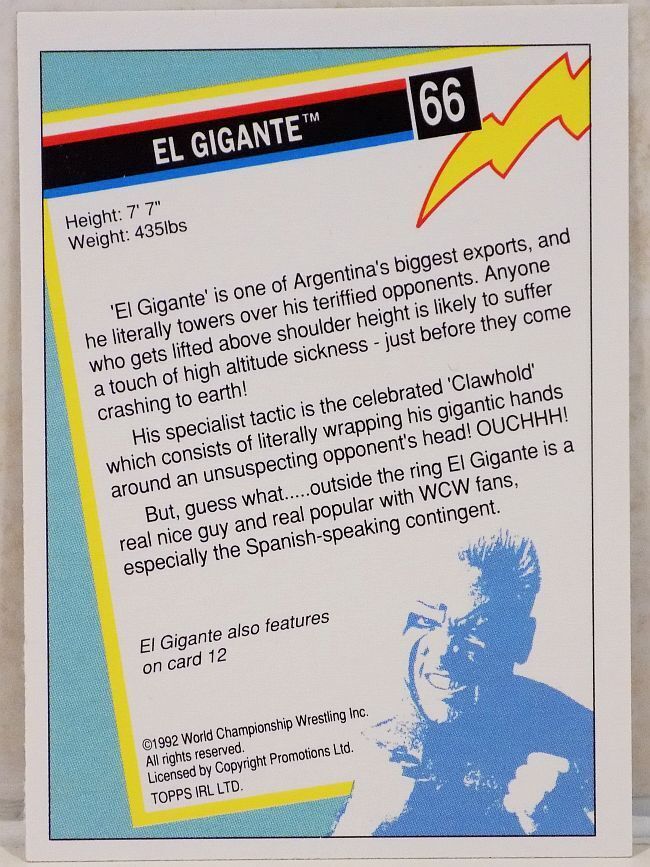 EL GIGANTE™
66
Height: 7' 7"
Weight: 435lbs
'El Gigante' is one of Argentina's biggest exports, and
he literally towers over his teriffied opponents. Anyone
who gets lifted above shoulder height is likely to suffer
a touch of high altitude sickness - just before they come
crashing to earth!
His specialist tactic is the celebrated 'Clawhold'
which consists of literally wrapping his gigantic hands
around an unsuspecting opponent's head! OUCHHH!
But, guess what.....outside the ring El Gigante is a
real nice guy and real popular with WCW fans,
especially the Spanish-speaking contingent.
El Gigante also features
on card 12
©1992 World Championship Wrestling Inc.
All rights reserved.
Licensed by Copyright Promotions Ltd.
TOPPS IRL LTD.